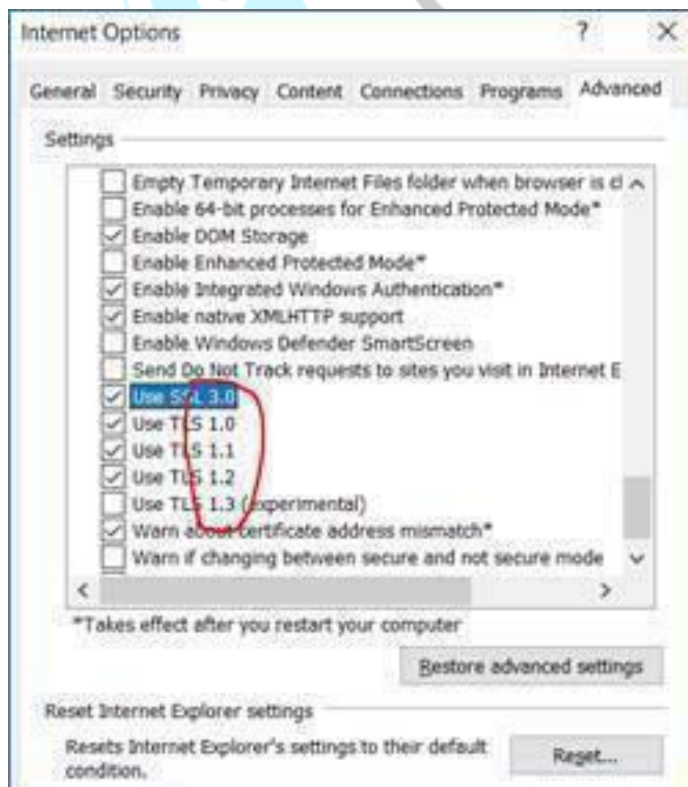 Internet Options ?
General Security Privacy Content Connections Programs Advanced
Settings
Empty Temporary Internet Files folder when browser is cl
Enable 64-bit processes for Enhanced Protected Mode*
Enable DOM Storage
Enable Enhanced Protected Mode*
Enable Integrated Windows Authentication*
Enable native XMLHTTP support
Enable Windows Defender SmartScreen
Send Do Not Track requests to sites you visit in Internet E
Use SSL 3.0
Use TLS 1.0
Use TLS 1.1
Use TLS 1.2
Use TLS 1.3 (experimental)
Warn about certificate address mismatch*
Warn if changing between secure and not secure mode
*Takes effect after you restart your computer
Restore advanced settings
Reset Internet Explorer settings
Resets Internet Explorer's settings to their default
condition.
Reset...